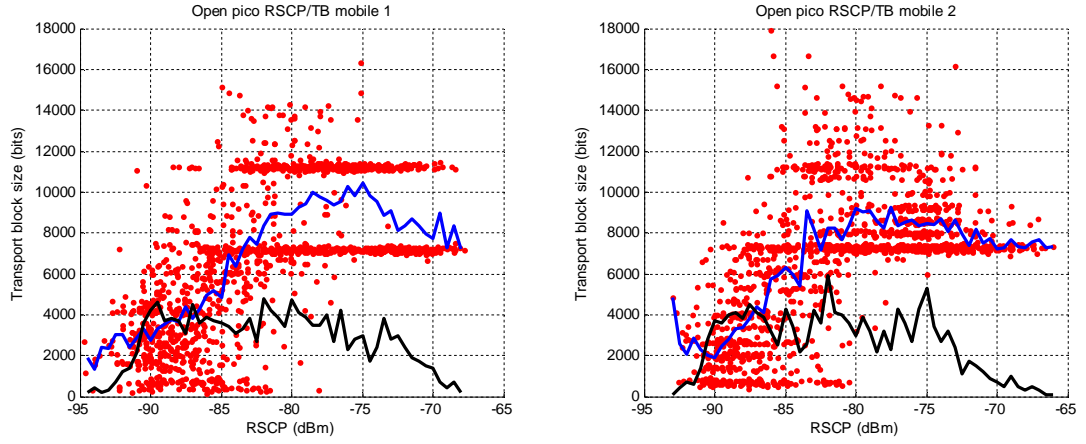 Open pico RSCP/TB mobile 1
18000
16000
14000
12000
10000
8000
6000
4000
2000
0
Transport block size (bits)
-95 -90 -85 -80 -75 -70 -65
RSCP (dBm)
Open pico RSCP/TB mobile 2
18000
16000
14000
12000
10000
8000
6000
4000
2000
0
Transport block size (bits)
-95 -90 -85 -80 -75 -70 -65
RSCP (dBm)